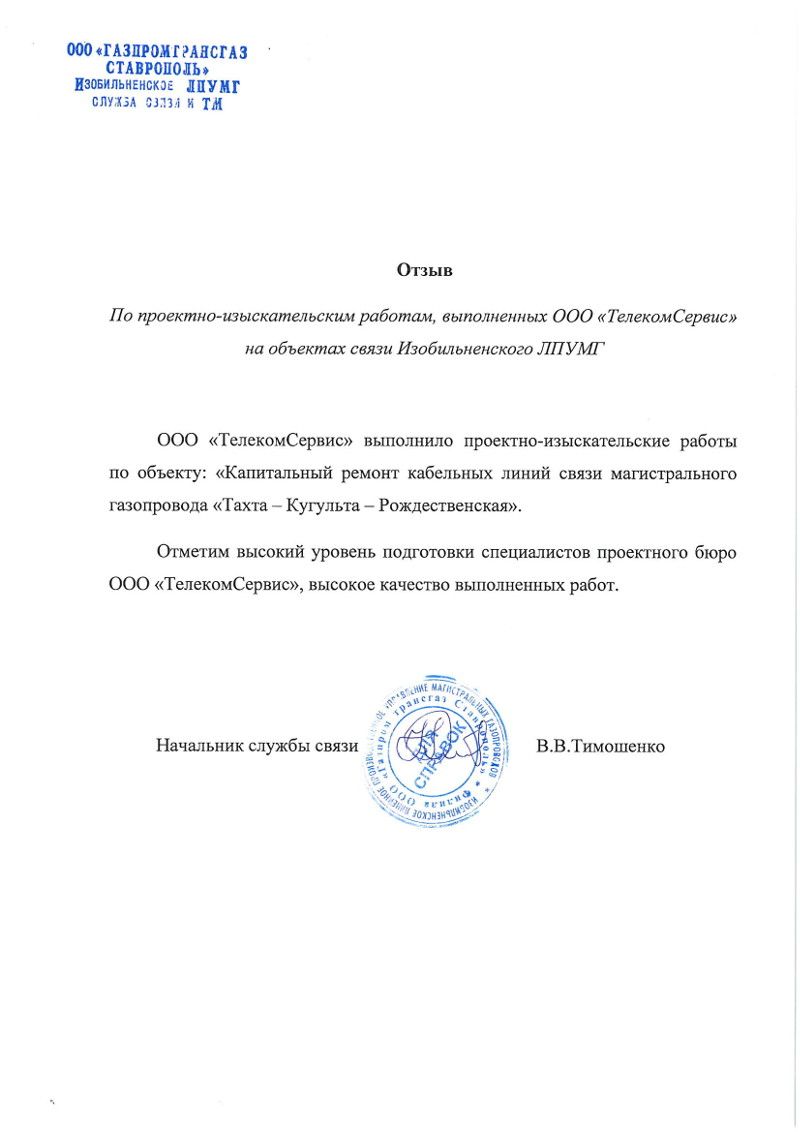 ООО «ГАЗПРОМТРАНСГАЗ
СТАВРОПОЛЬ»
ИЗОБИЛЬНЕНСКОЕ ЛПУМГ
СЛУЖБА СВЯЗИ И ТМ
Отзыв
По проектно-изыскательским работам, выполненных ООО «ТелекомСервис»
на объектах связи Изобильненского ЛПУМГ
ООО «ТелекомСервис» выполнило проектно-изыскательские работы
по объекту: «Капитальный ремонт кабельных линий связи магистрального
газопровода «Тахта – Кугульта – Рождественская».
Отметим высокий уровень подготовки специалистов проектного бюро
ООО «ТелекомСервис», высокое качество выполненных работ.
Начальник службы связи
ИЗОБИЛЬНЕНСКОЕ ЛИНЕЙНОЕ ПРОИЗВОДСТВЕННОЕ УПРАВЛЕНИЕ МАГИСТРАЛЬНЫХ ГАЗОПРОВОДОВ
Филиал ООО «Газпром трансгаз Ставрополь»
ДЛЯ
СПРАВОК
В.В.Тимошенко